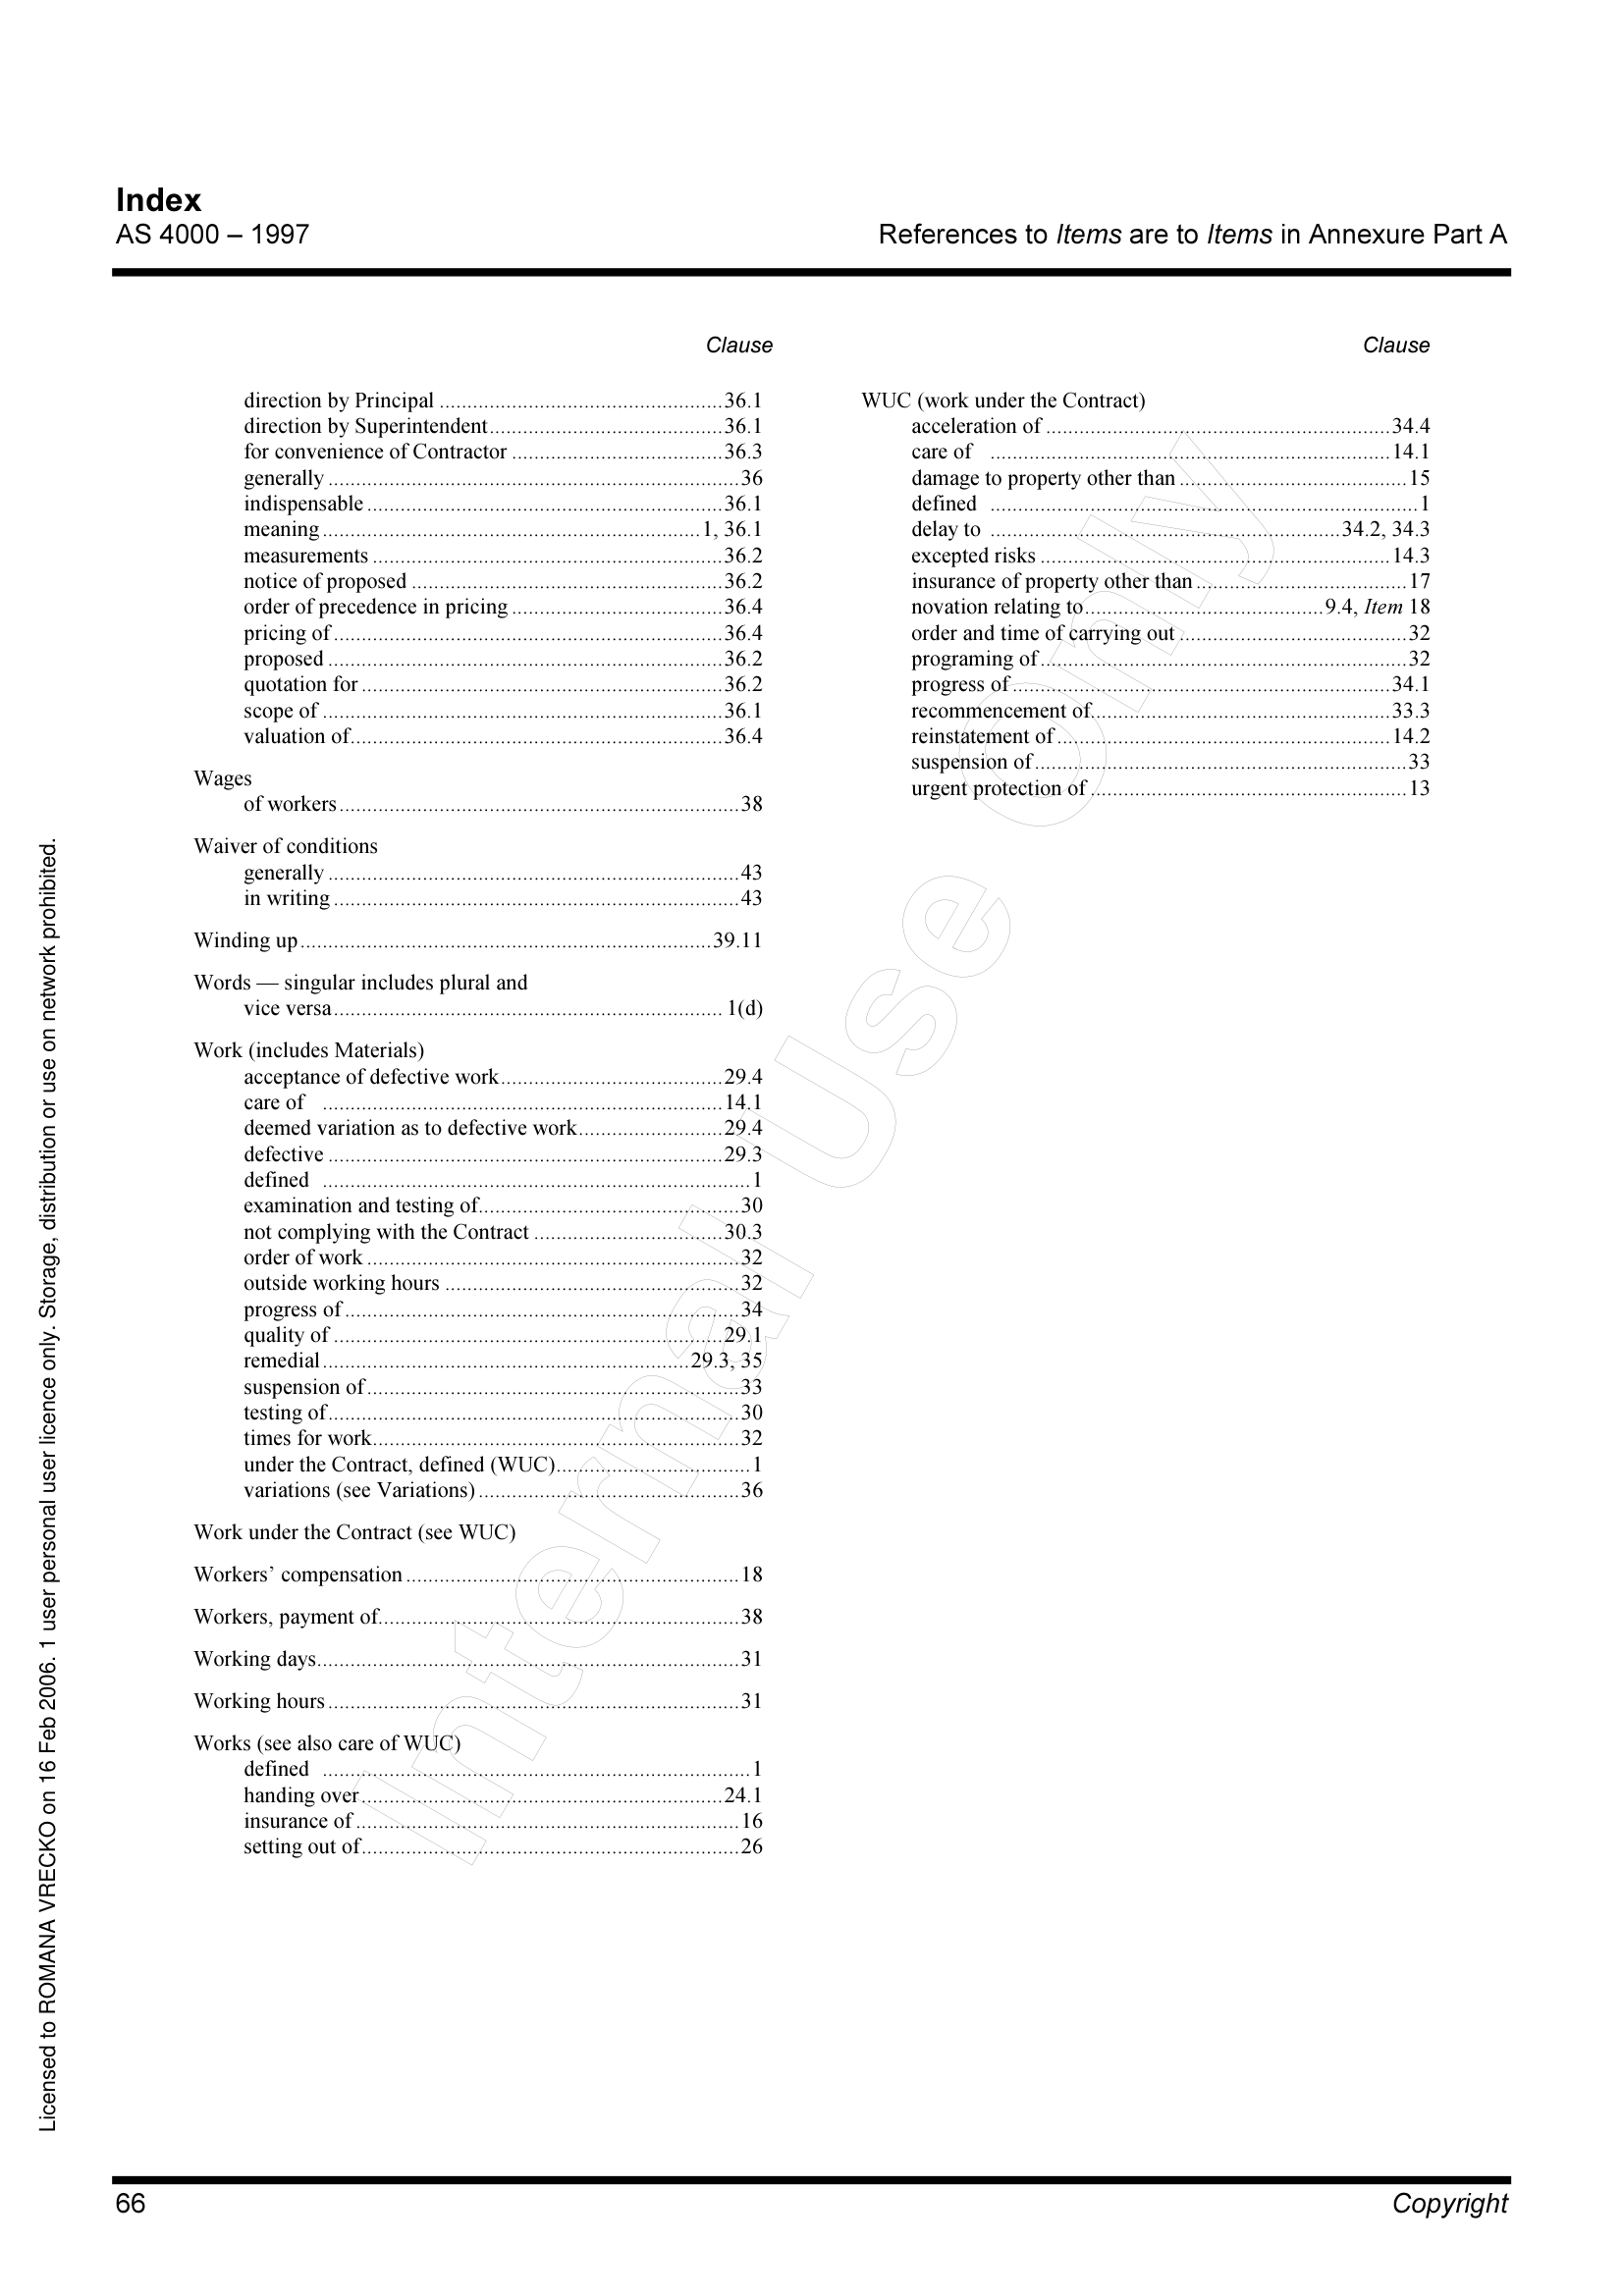 Index
AS 4000 – 1997
References to Items are to Items in Annexure Part A
Clause
direction by Principal ...................................................36.1
direction by Superintendent..........................................36.1
for convenience of Contractor ......................................36.3
generally ..........................................................................36
indispensable ................................................................36.1
meaning .................................................................... 1, 36.1
measurements ...............................................................36.2
notice of proposed ........................................................36.2
order of precedence in pricing ......................................36.4
pricing of ......................................................................36.4
proposed .......................................................................36.2
quotation for .................................................................36.2
scope of ........................................................................36.1
valuation of...................................................................36.4
Wages
of workers ........................................................................38
Waiver of conditions
generally ..........................................................................43
in writing .........................................................................43
Winding up..........................................................................39.11
Words — singular includes plural and
vice versa...................................................................... 1(d)
Work (includes Materials)
acceptance of defective work........................................29.4
care of ........................................................................14.1
deemed variation as to defective work..........................29.4
defective .......................................................................29.3
defined ............................................................................. 1
examination and testing of...............................................30
not complying with the Contract ..................................30.3
order of work ...................................................................32
outside working hours .....................................................32
progress of .......................................................................34
quality of ......................................................................29.1
remedial ..................................................................29.3, 35
suspension of ...................................................................33
testing of..........................................................................30
times for work..................................................................32
under the Contract, defined (WUC)................................... 1
variations (see Variations) ...............................................36
Work under the Contract (see WUC)
Workers’ compensation ............................................................18
Workers, payment of.................................................................38
Working days............................................................................31
Working hours ..........................................................................31
Works (see also care of WUC)
defined ............................................................................. 1
handing over .................................................................24.1
insurance of .....................................................................16
setting out of....................................................................26
Clause
WUC (work under the Contract)
acceleration of ..............................................................34.4
care of ........................................................................14.1
damage to property other than .........................................15
defined ............................................................................. 1
delay to ...............................................................34.2, 34.3
excepted risks ...............................................................14.3
insurance of property other than ......................................17
novation relating to...........................................9.4, Item 18
order and time of carrying out .........................................32
programing of ..................................................................32
progress of ....................................................................34.1
recommencement of......................................................33.3
reinstatement of ............................................................14.2
suspension of ...................................................................33
urgent protection of .........................................................13
Internal Use Only
Licensed to ROMANA VRECKO on 16 Feb 2006. 1 user personal user licence only. Storage, distribution or use on network prohibited.
66
Copyright